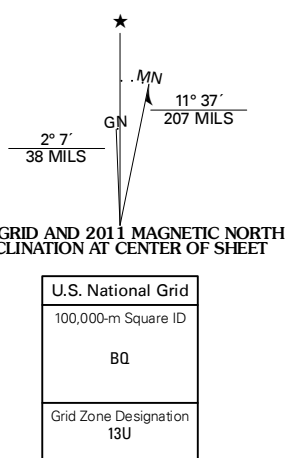 ★
MN
GN
11° 37´
207 MILS
2° 7´
38 MILS
GRID AND 2011 MAGNETIC NORTH
CLINATION AT CENTER OF SHEET
U.S. National Grid
100,000-m Square ID
BQ
Grid Zone Designation
13U